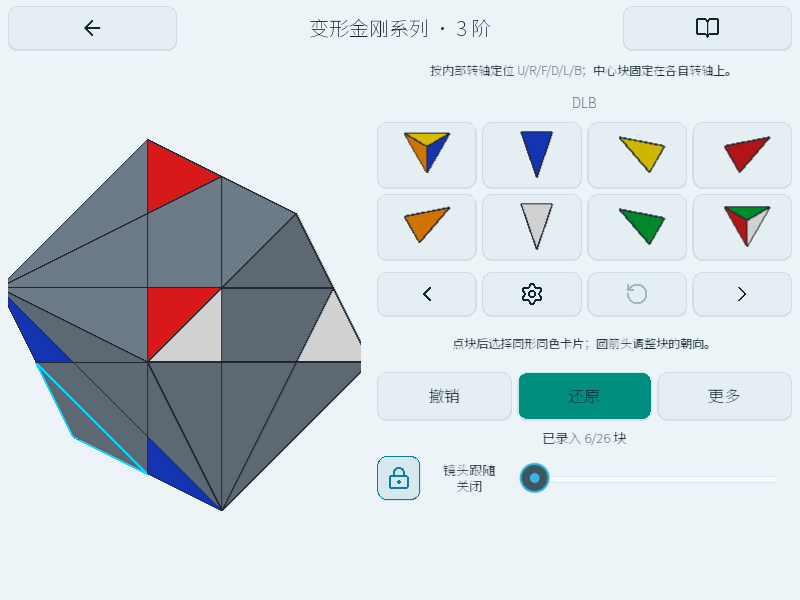 变形金刚系列 · 3 阶
按内部转轴定位 U/R/F/D/L/B；中心块固定在各自转轴上。
DLB
点块后选择同形同色卡片；圆箭头调整块的朝向。
撤销
还原
更多
已录入 6/26 块
镜头跟随
关闭